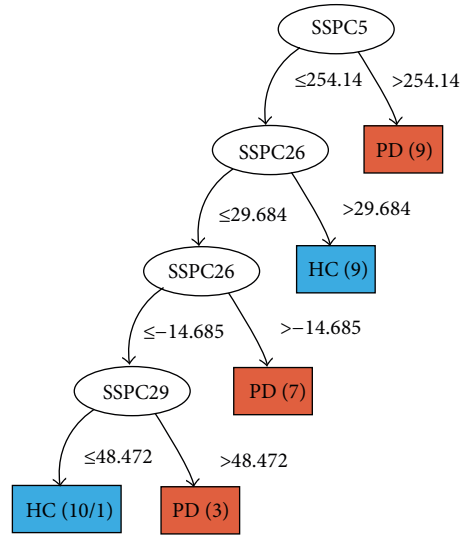 SSPC5
≤254.14
>254.14
SSPC26
PD (9)
≤29.684
>29.684
SSPC26
HC (9)
≤−14.685
>−14.685
SSPC29
PD (7)
≤48.472
>48.472
HC (10/1)
PD (3)